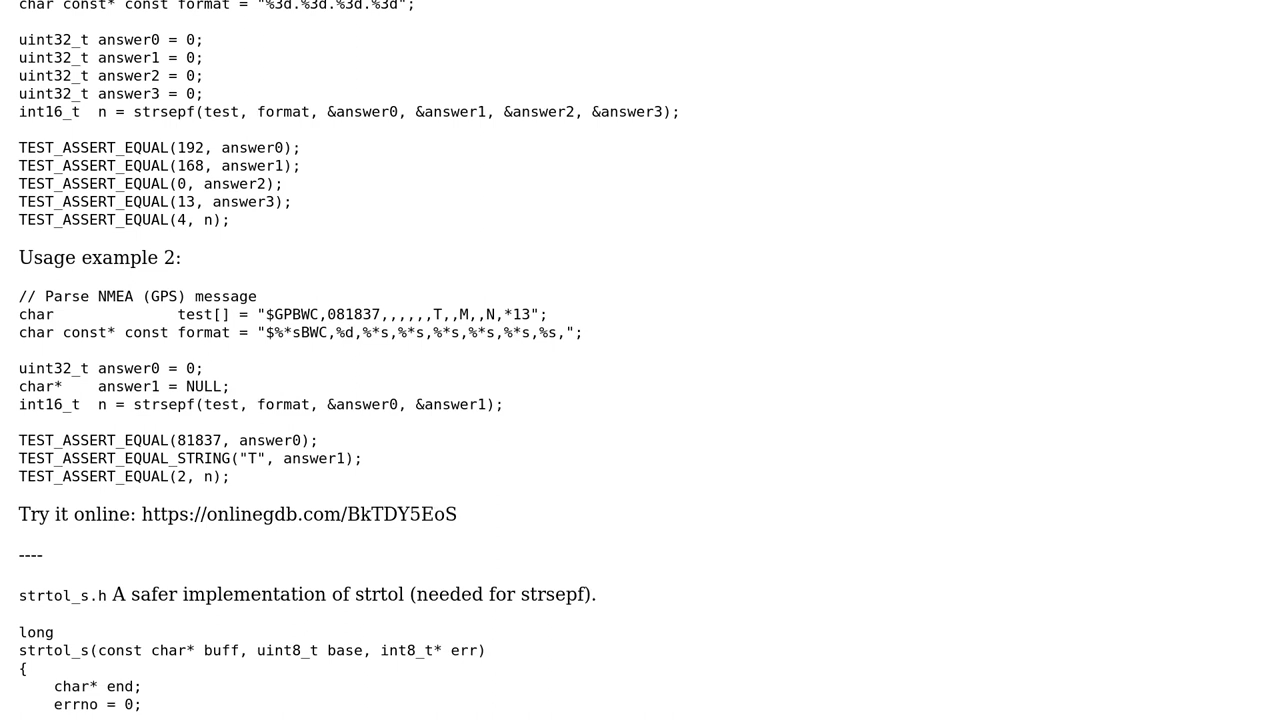 char const* const format = "%3d.%3d.%3d.%3d";
uint32_t answer0 = 0;
uint32_t answer1 = 0;
uint32_t answer2 = 0;
uint32_t answer3 = 0;
int16_t  n = strsepf(test, format, &answer0, &answer1, &answer2, &answer3);
TEST_ASSERT_EQUAL(192, answer0);
TEST_ASSERT_EQUAL(168, answer1);
TEST_ASSERT_EQUAL(0, answer2);
TEST_ASSERT_EQUAL(13, answer3);
TEST_ASSERT_EQUAL(4, n);
Usage example 2:
// Parse NMEA (GPS) message
char              test[] = "$GPBWC,081837,,,,,,T,,M,,N,*13";
char const* const format = "$%*sBWC,%d,%*s,%*s,%*s,%*s,%*s,%s,";
uint32_t answer0 = 0;
char*    answer1 = NULL;
int16_t  n = strsepf(test, format, &answer0, &answer1);
TEST_ASSERT_EQUAL(81837, answer0);
TEST_ASSERT_EQUAL_STRING("T", answer1);
TEST_ASSERT_EQUAL(2, n);
Try it online: https://onlinegdb.com/BkTDY5EoS
----
strtol_s.h A safer implementation of strtol (needed for strsepf).
long
strtol_s(const char* buff, uint8_t base, int8_t* err)
{
    char* end;
    errno = 0;